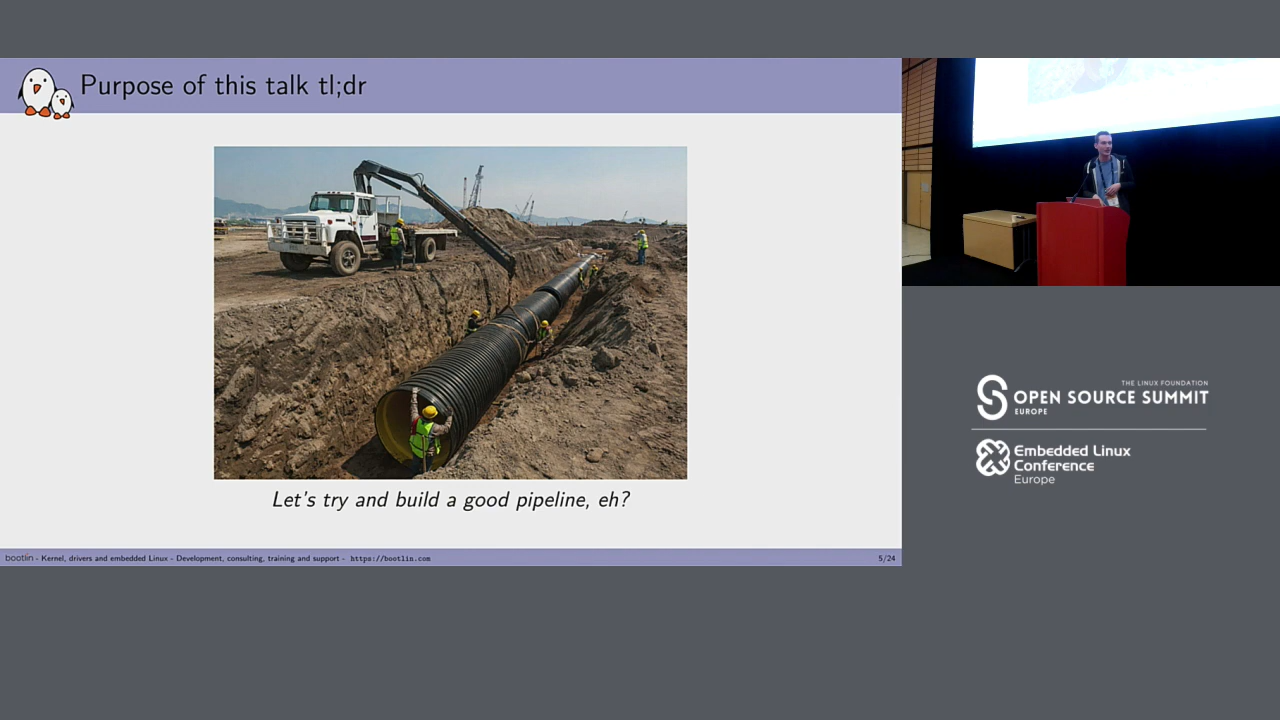 Purpose of this talk tl;dr
Let's try and build a good pipeline, eh?
bootlin - Kernel, drivers and embedded Linux - Development, consulting, training and support - https://bootlin.com
5/24
THE LINUX FOUNDATION
OPEN SOURCE SUMMIT
EUROPE
Embedded Linux
Conference
Europe